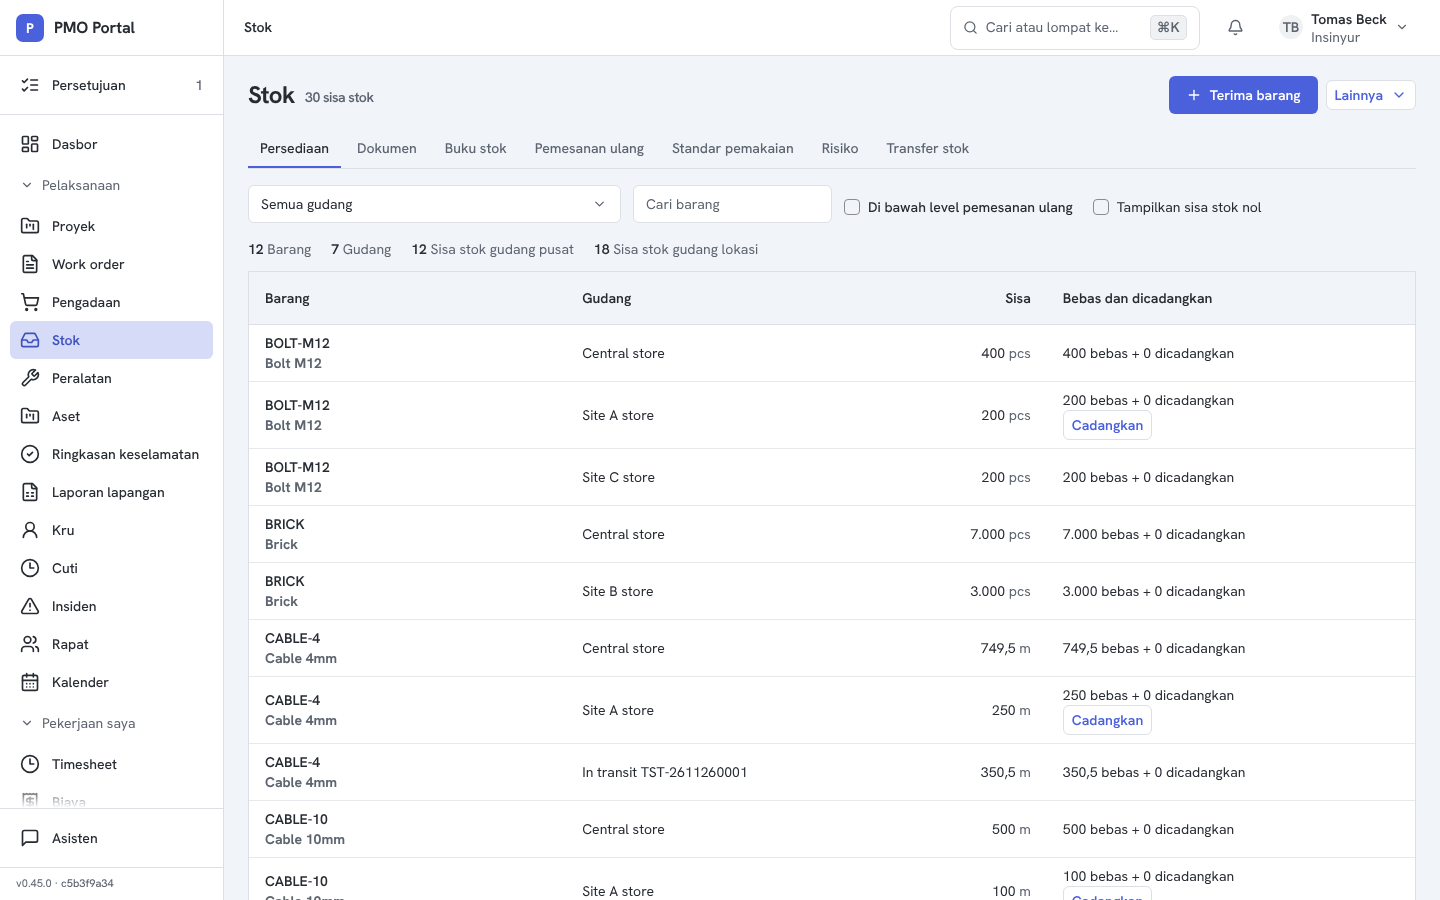 P PMO Portal
Stok
Cari atau lompat ke...
⌘K
TB
Tomas Beck
Insinyur
Persetujuan 1
Dasbor
Pelaksanaan
Proyek
Work order
Pengadaan
Stok
Peralatan
Aset
Ringkasan keselamatan
Laporan lapangan
Kru
Cuti
Insiden
Rapat
Kalender
Pekerjaan saya
Timesheet
Biaya
Asisten
v0.45.0 · c5b3f9a34
Stok 30 sisa stok
Terima barang
Lainnya
Persediaan Dokumen Buku stok Pemesanan ulang Standar pemakaian Risiko Transfer stok
Semua gudang
Cari barang
Di bawah level pemesanan ulang
Tampilkan sisa stok nol
12 Barang 7 Gudang 12 Sisa stok gudang pusat 18 Sisa stok gudang lokasi
Barang Gudang Sisa Bebas dan dicadangkan
BOLT-M12
Bolt M12
Central store
400 pcs
400 bebas + 0 dicadangkan
BOLT-M12
Bolt M12
Site A store
200 pcs
200 bebas + 0 dicadangkan
Cadangkan
BOLT-M12
Bolt M12
Site C store
200 pcs
200 bebas + 0 dicadangkan
BRICK
Brick
Central store
7.000 pcs
7.000 bebas + 0 dicadangkan
BRICK
Brick
Site B store
3.000 pcs
3.000 bebas + 0 dicadangkan
CABLE-4
Cable 4mm
Central store
749,5 m
749,5 bebas + 0 dicadangkan
CABLE-4
Cable 4mm
Site A store
250 m
250 bebas + 0 dicadangkan
Cadangkan
CABLE-4
Cable 4mm
In transit TST-2611260001
350,5 m
350,5 bebas + 0 dicadangkan
CABLE-10
Cable 10mm
Central store
500 m
500 bebas + 0 dicadangkan
CABLE-10
Cable 10mm
Site A store
100 m
100 bebas + 0 dicadangkan
Cadangkan